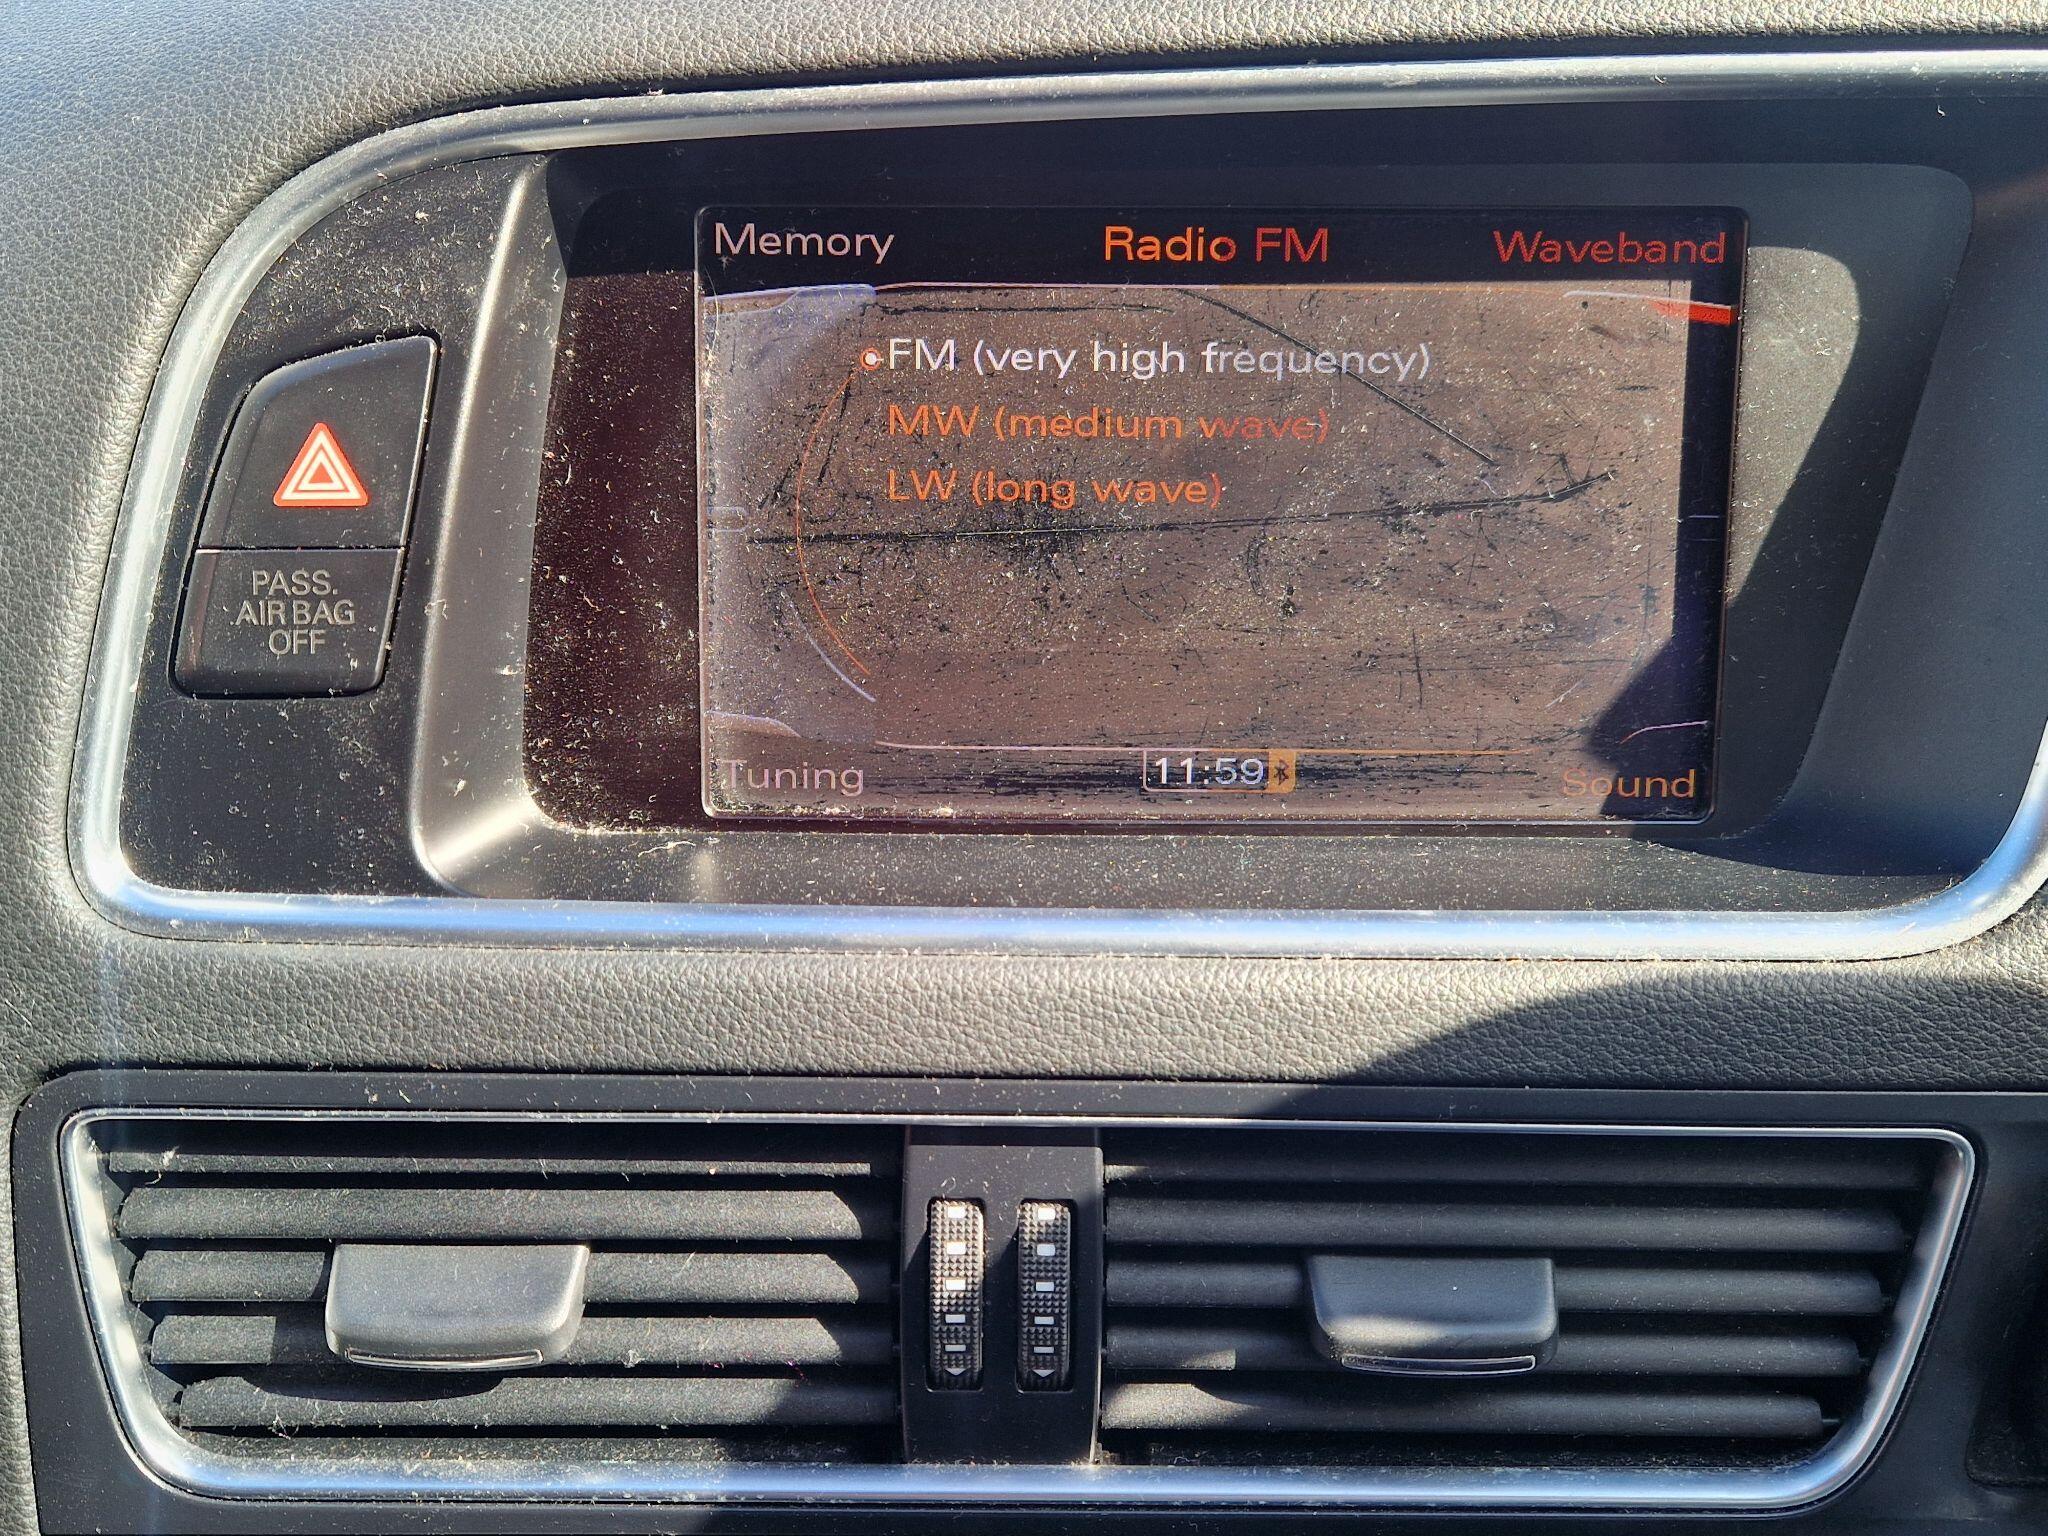 Memory
Radio FM
Waveband
FM (very high frequency)
MW (medium wave)
LW (long wave)
PASS.
AIR BAG
OFF
Tuning
11:59
Sound